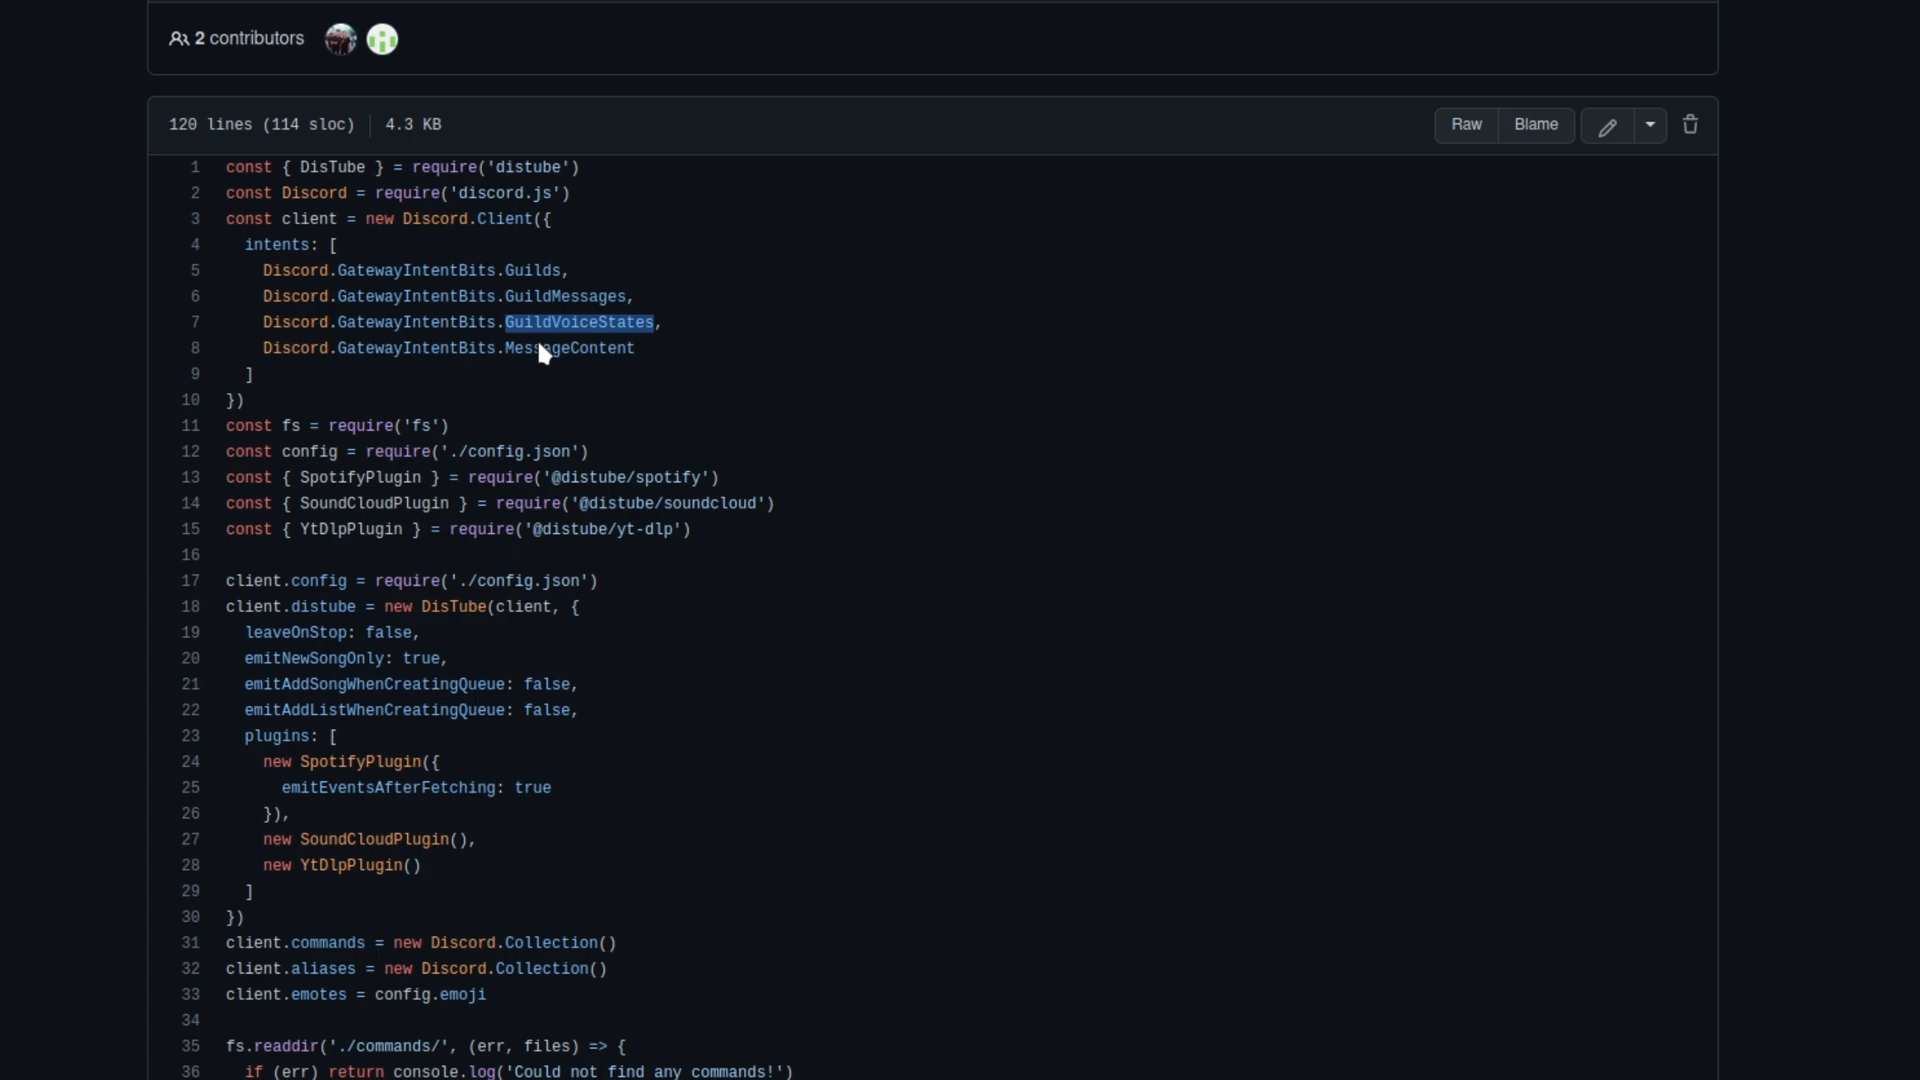 2 contributors
120 lines (114 sloc) 4.3 KB Raw Blame
1 const { DisTube } = require('distube')
2 const Discord = require('discord.js')
3 const client = new Discord.Client({
4 intents: [
5 Discord.GatewayIntentBits.Guilds,
6 Discord.GatewayIntentBits.GuildMessages,
7 Discord.GatewayIntentBits.GuildVoiceStates,
8 Discord.GatewayIntentBits.MessageContent
9 ]
10 })
11 const fs = require('fs')
12 const config = require('./config.json')
13 const { SpotifyPlugin } = require('@distube/spotify')
14 const { SoundCloudPlugin } = require('@distube/soundcloud')
15 const { YtDlpPlugin } = require('@distube/yt-dlp')
16
17 client.config = require('./config.json')
18 client.distube = new DisTube(client, {
19 leaveOnStop: false,
20 emitNewSongOnly: true,
21 emitAddSongWhenCreatingQueue: false,
22 emitAddListWhenCreatingQueue: false,
23 plugins: [
24 new SpotifyPlugin({
25 emitEventsAfterFetching: true
26 }),
27 new SoundCloudPlugin(),
28 new YtDlpPlugin()
29 ]
30 })
31 client.commands = new Discord.Collection()
32 client.aliases = new Discord.Collection()
33 client.emotes = config.emoji
34
35 fs.readdir('./commands/', (err, files) => {
36 if (err) return console.log('Could not find any commands!')